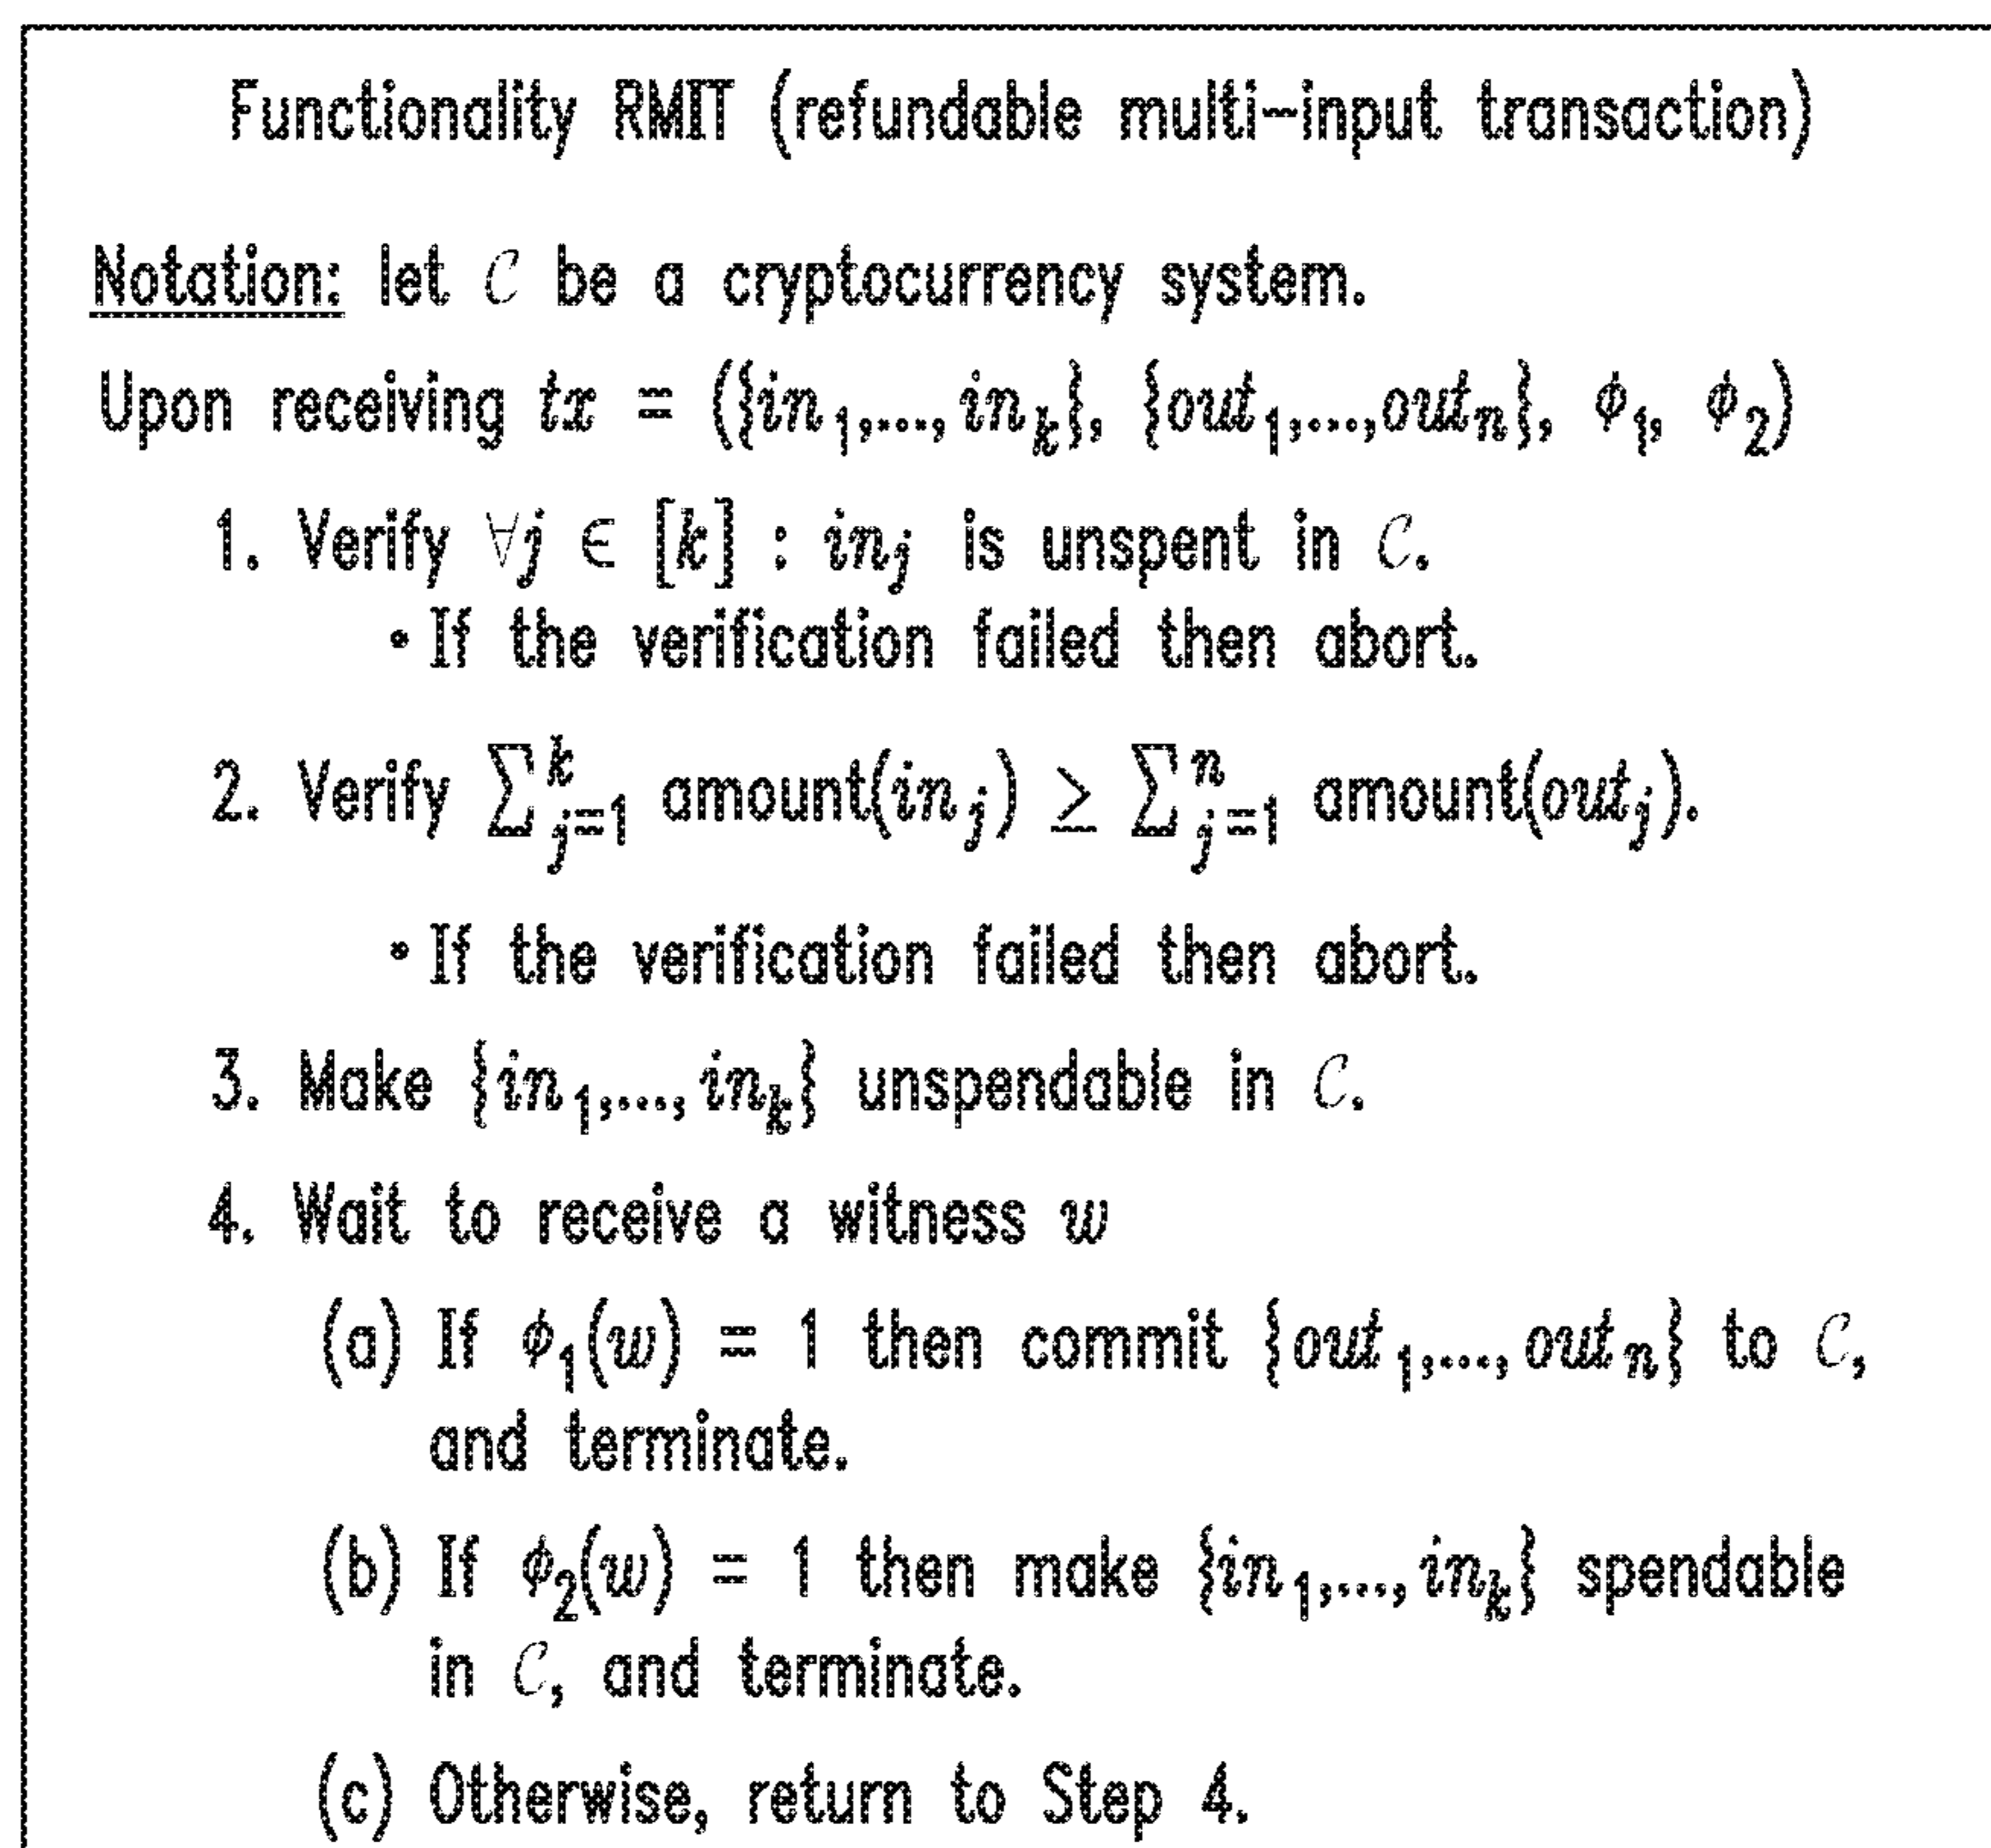 Functionality RMIT (refundable multi-input transaction)
Notation: let 𝒞 be a cryptocurrency system.
Upon receiving tx = ({in₁,..., inₖ}, {out₁,...,outₙ}, ϕ₁, ϕ₂)
1. Verify ∀j ∈ [k] : inⱼ is unspent in 𝒞.
• If the verification failed then abort.
2. Verify ∑ᵏⱼ₌₁ amount(inⱼ) ≥ ∑ⁿⱼ₌₁ amount(outⱼ).
• If the verification failed then abort.
3. Make {in₁,..., inₖ} unspendable in 𝒞.
4. Wait to receive a witness w
(a) If ϕ₁(w) = 1 then commit {out₁,..., outₙ} to 𝒞,
and terminate.
(b) If ϕ₂(w) = 1 then make {in₁,..., inₖ} spendable
in 𝒞, and terminate.
(c) Otherwise, return to Step 4.